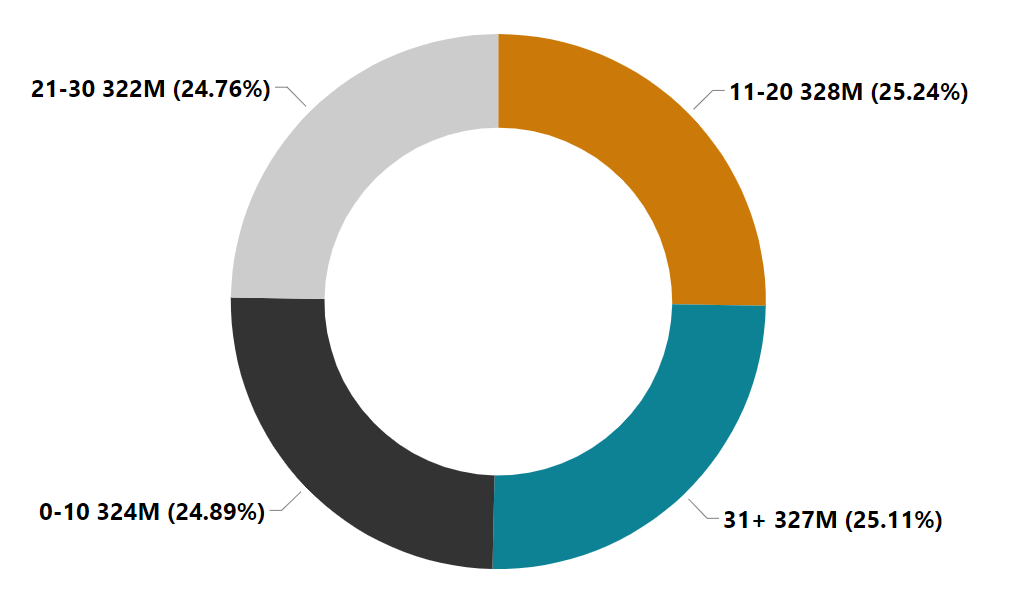 21-30 322M (24.76%)
11-20 328M (25.24%)
0-10 324M (24.89%)
31+ 327M (25.11%)